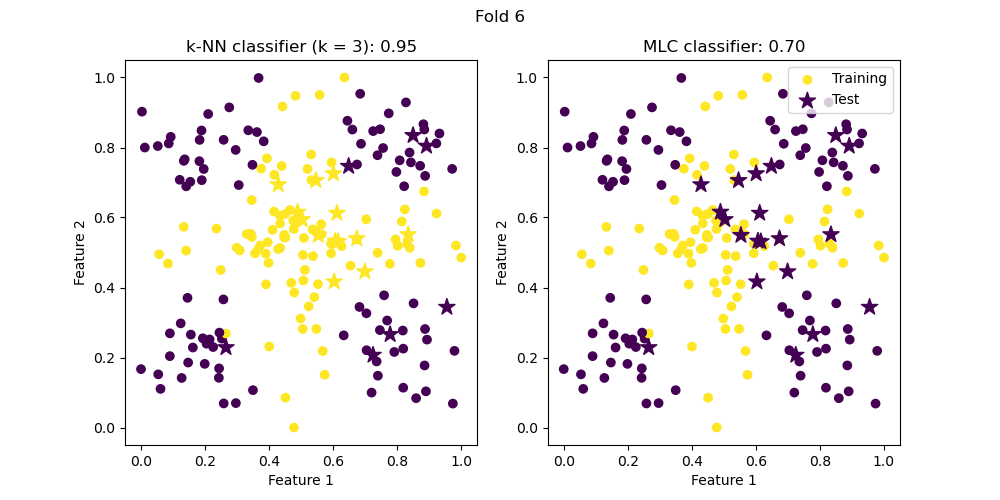 Fold 6
k-NN classifier (k = 3): 0.95
MLC classifier: 0.70
Training
Test
1.0
0.8
0.6
0.4
0.2
0.0
Feature 2
0.0 0.2 0.4 0.6 0.8 1.0
Feature 1
1.0
0.8
0.6
0.4
0.2
0.0
Feature 2
0.0 0.2 0.4 0.6 0.8 1.0
Feature 1